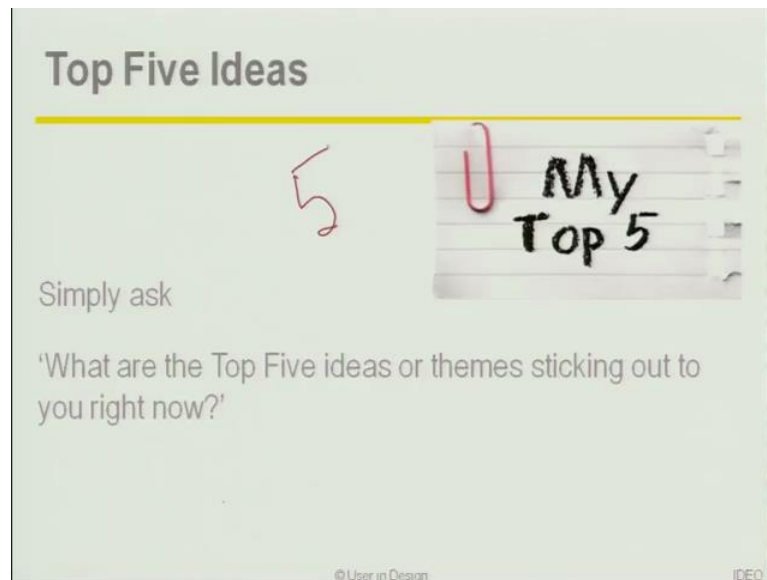 Top Five Ideas
5
My
Top 5
Simply ask
‘What are the Top Five ideas or themes sticking out to
you right now?’
© User in Design
IDEO